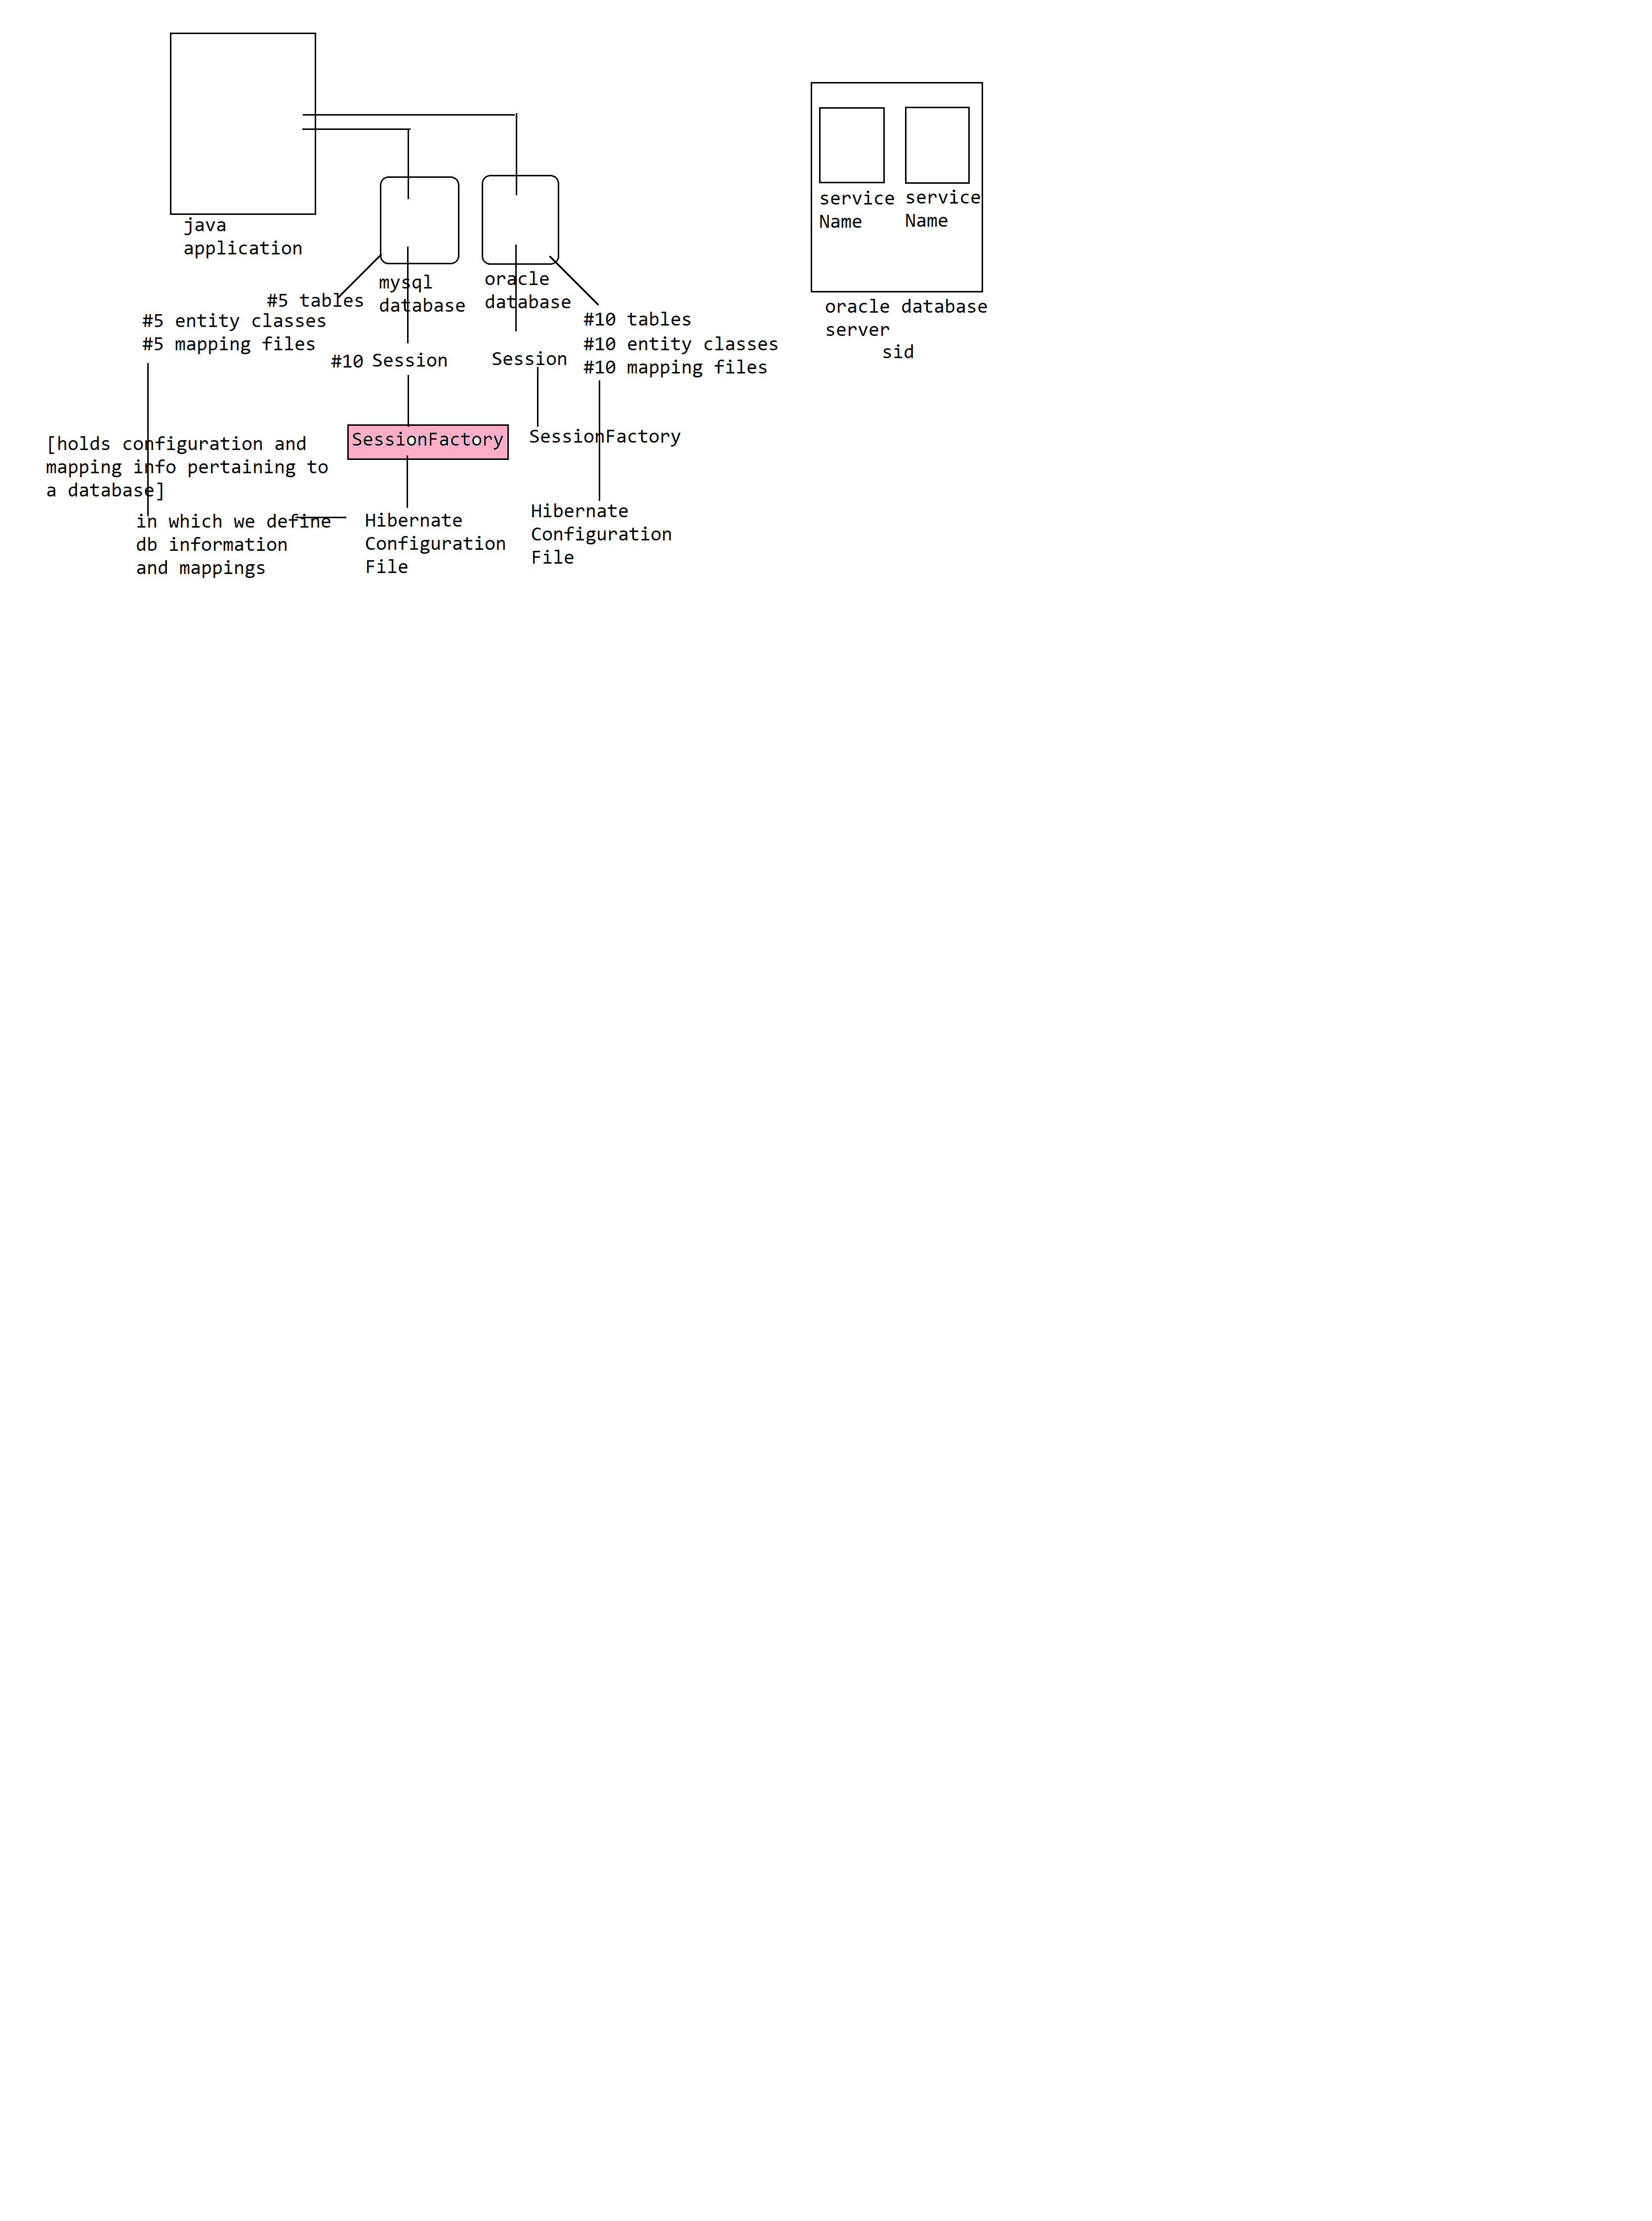 java
application
mysql
database
oracle
database
#5 tables
#5 entity classes
#5 mapping files
#10 Session
Session
#10 tables
#10 entity classes
#10 mapping files
[holds configuration and
mapping info pertaining to
a database]
SessionFactory
SessionFactory
in which we define
db information
and mappings
Hibernate
Configuration
File
Hibernate
Configuration
File
service
Name
service
Name
oracle database
server
sid